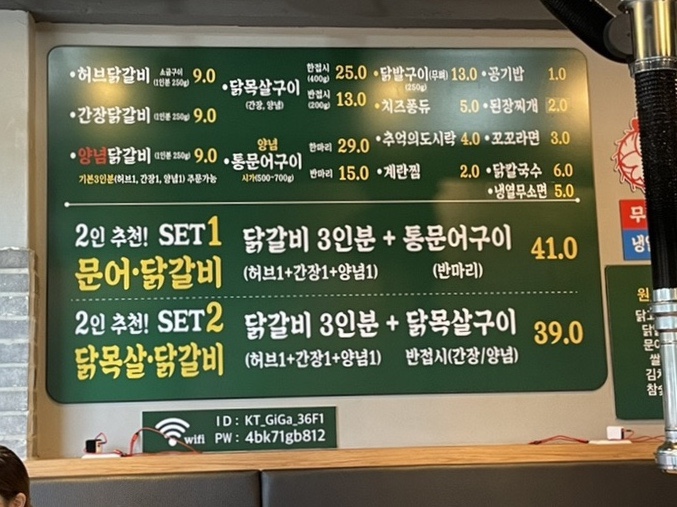 •허브닭갈비 소금구이 (1인분 250g) 9.0
간장닭갈비 (1인분 250g) 9.0
•양념닭갈비 (1인분 250g) 9.0
기본3인분(허브1, 간장1, 양념1) 주문가능
•닭목살구이 (간장, 양념)
한접시 (400g) 25.0
반접시 (200g) 13.0
양념
•통문어구이
시가(500~700g)
한마리 29.0
반마리 15.0
•닭발구이(무뼈) 13.0
(250g)
•치즈퐁듀 5.0
•추억의도시락 4.0
•계란찜 2.0
•공기밥 1.0
•된장찌개 2.0
•꼬꼬라면 3.0
•닭칼국수 6.0
•냉열무소면 5.0
2인 추천! SET1
문어·닭갈비
닭갈비 3인분 + 통문어구이 41.0
(허브1+간장1+양념1) (반마리)
2인 추천! SET2
닭목살·닭갈비
닭갈비 3인분 + 닭목살구이 39.0
(허브1+간장1+양념1) 반접시(간장/양념)
wifi
ID : KT_GiGa_36F1
PW : 4bk71gb812